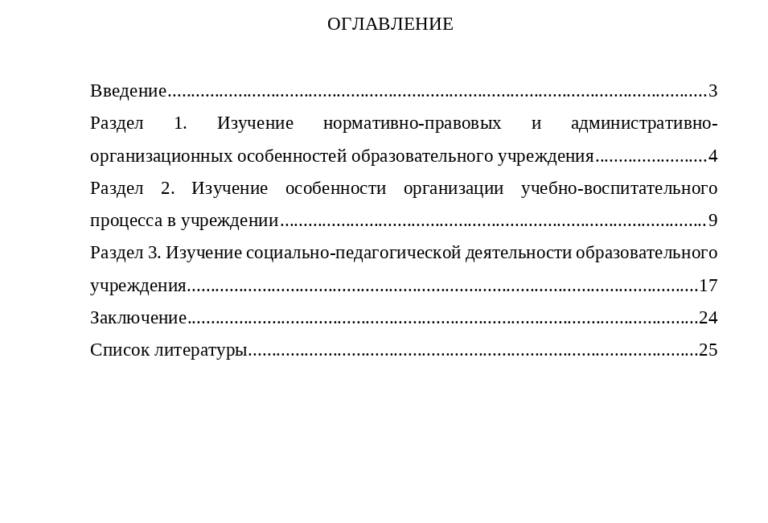 ОГЛАВЛЕНИЕ
Введение....................................................................................................3
Раздел 1. Изучение нормативно-правовых и административно-
организационных особенностей образовательного учреждения......................4
Раздел 2. Изучение особенности организации учебно-воспитательного
процесса в учреждении...............................................................................9
Раздел 3. Изучение социально-педагогической деятельности образовательного
учреждения...............................................................................................17
Заключение...............................................................................................24
Список литературы....................................................................................25